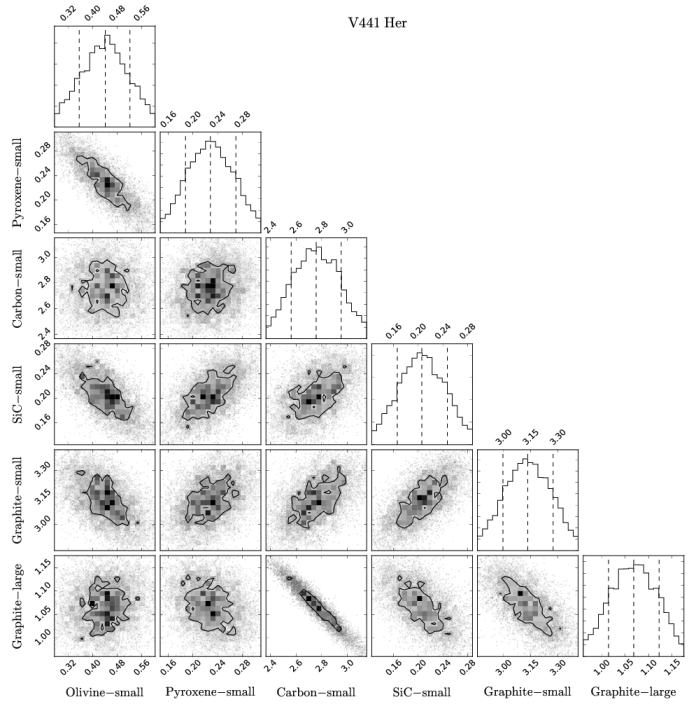 V441 Her
0.32 0.40 0.48 0.56
0.16 0.20 0.24 0.28
Pyroxene−small
0.28
0.24
0.20
0.16
2.4 2.6 2.8 3.0
Carbon−small
3.0
2.8
2.6
2.4
0.16 0.20 0.24 0.28
SiC−small
0.28
0.24
0.20
0.16
3.00 3.15 3.30
Graphite−small
3.30
3.15
3.00
1.00 1.05 1.10 1.15
Graphite−large
1.15
1.10
1.05
1.00
0.32 0.40 0.48 0.56
0.16 0.20 0.24 0.28
2.4 2.6 2.8 3.0
0.16 0.20 0.24 0.28
3.00 3.15 3.30
1.00 1.05 1.10 1.15
Olivine−small Pyroxene−small Carbon−small SiC−small Graphite−small Graphite−large